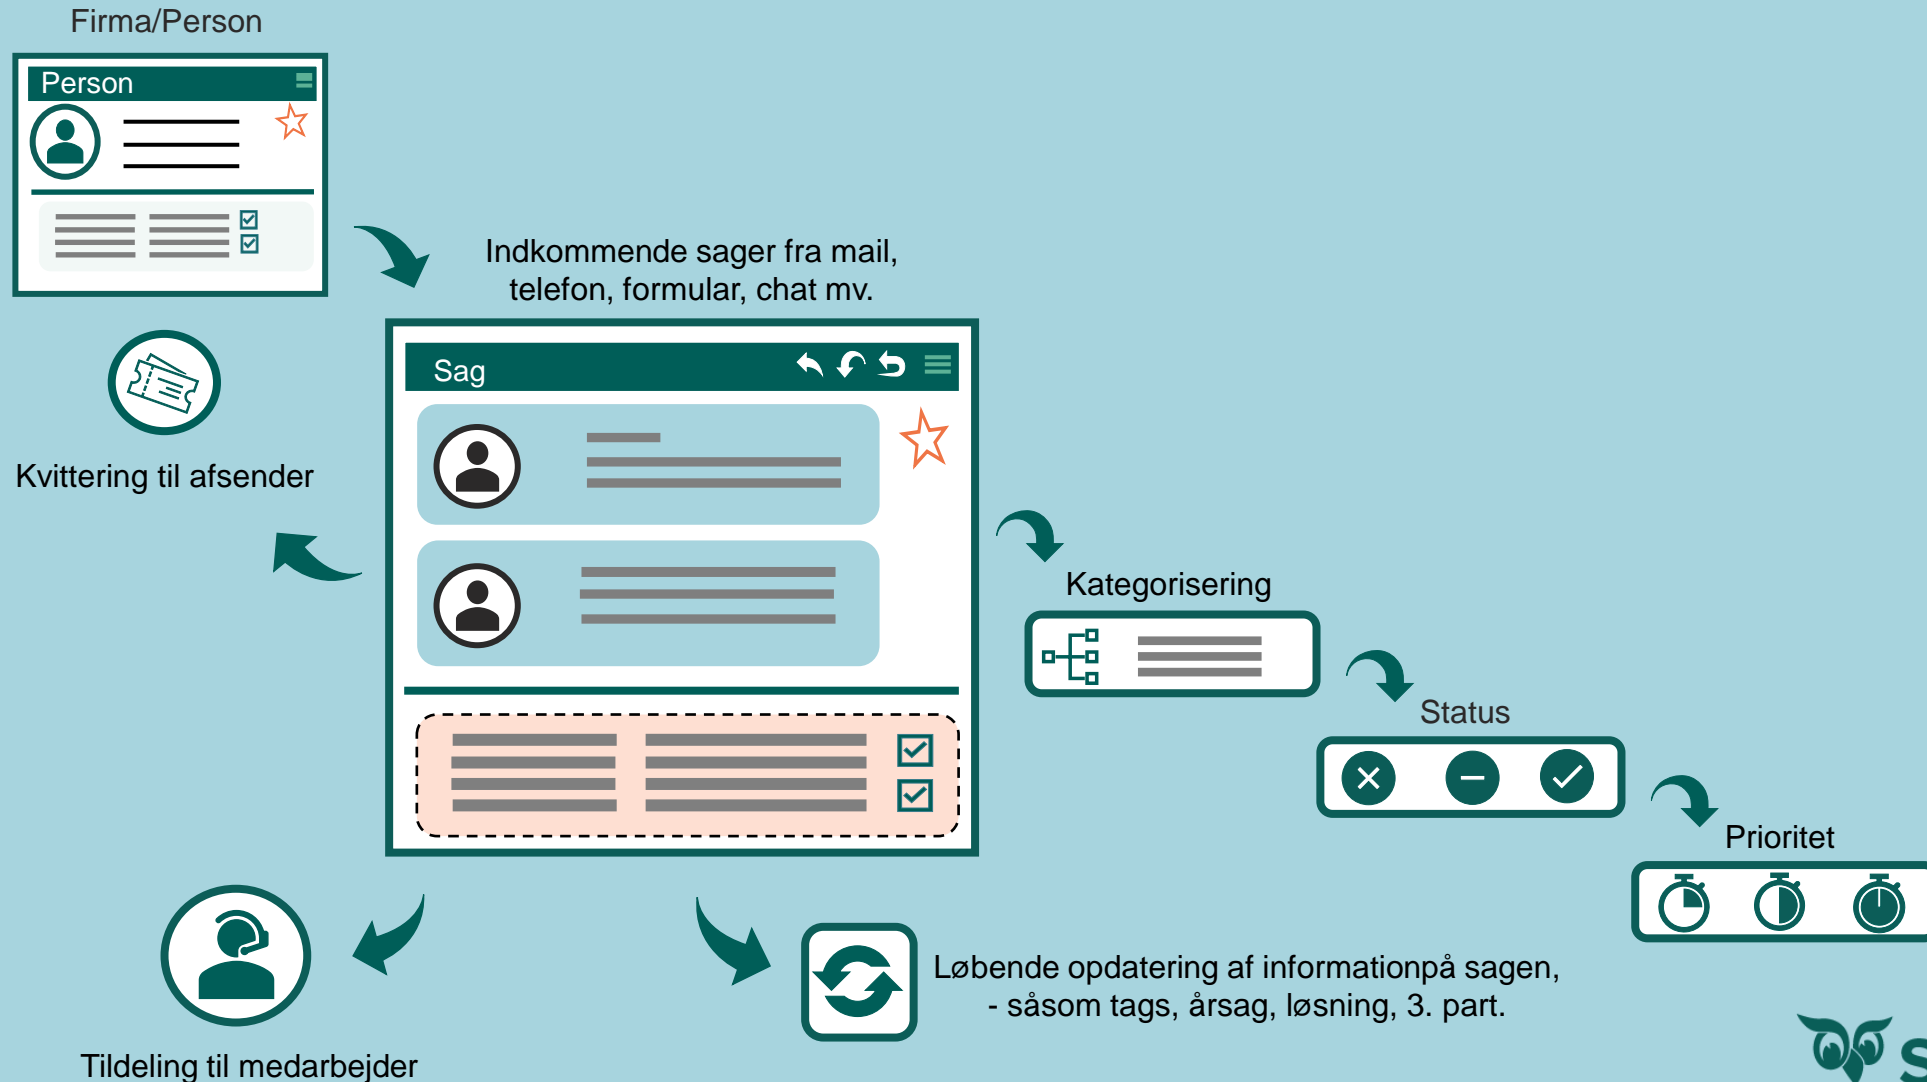 Firma/Person
Person
Indkommende sager fra mail,
telefon, formular, chat mv.
Sag
Kvittering til afsender
Kategorisering
Status
Prioritet
Løbende opdatering af informationpå sagen,
- såsom tags, årsag, løsning, 3. part.
Tildeling til medarbejder